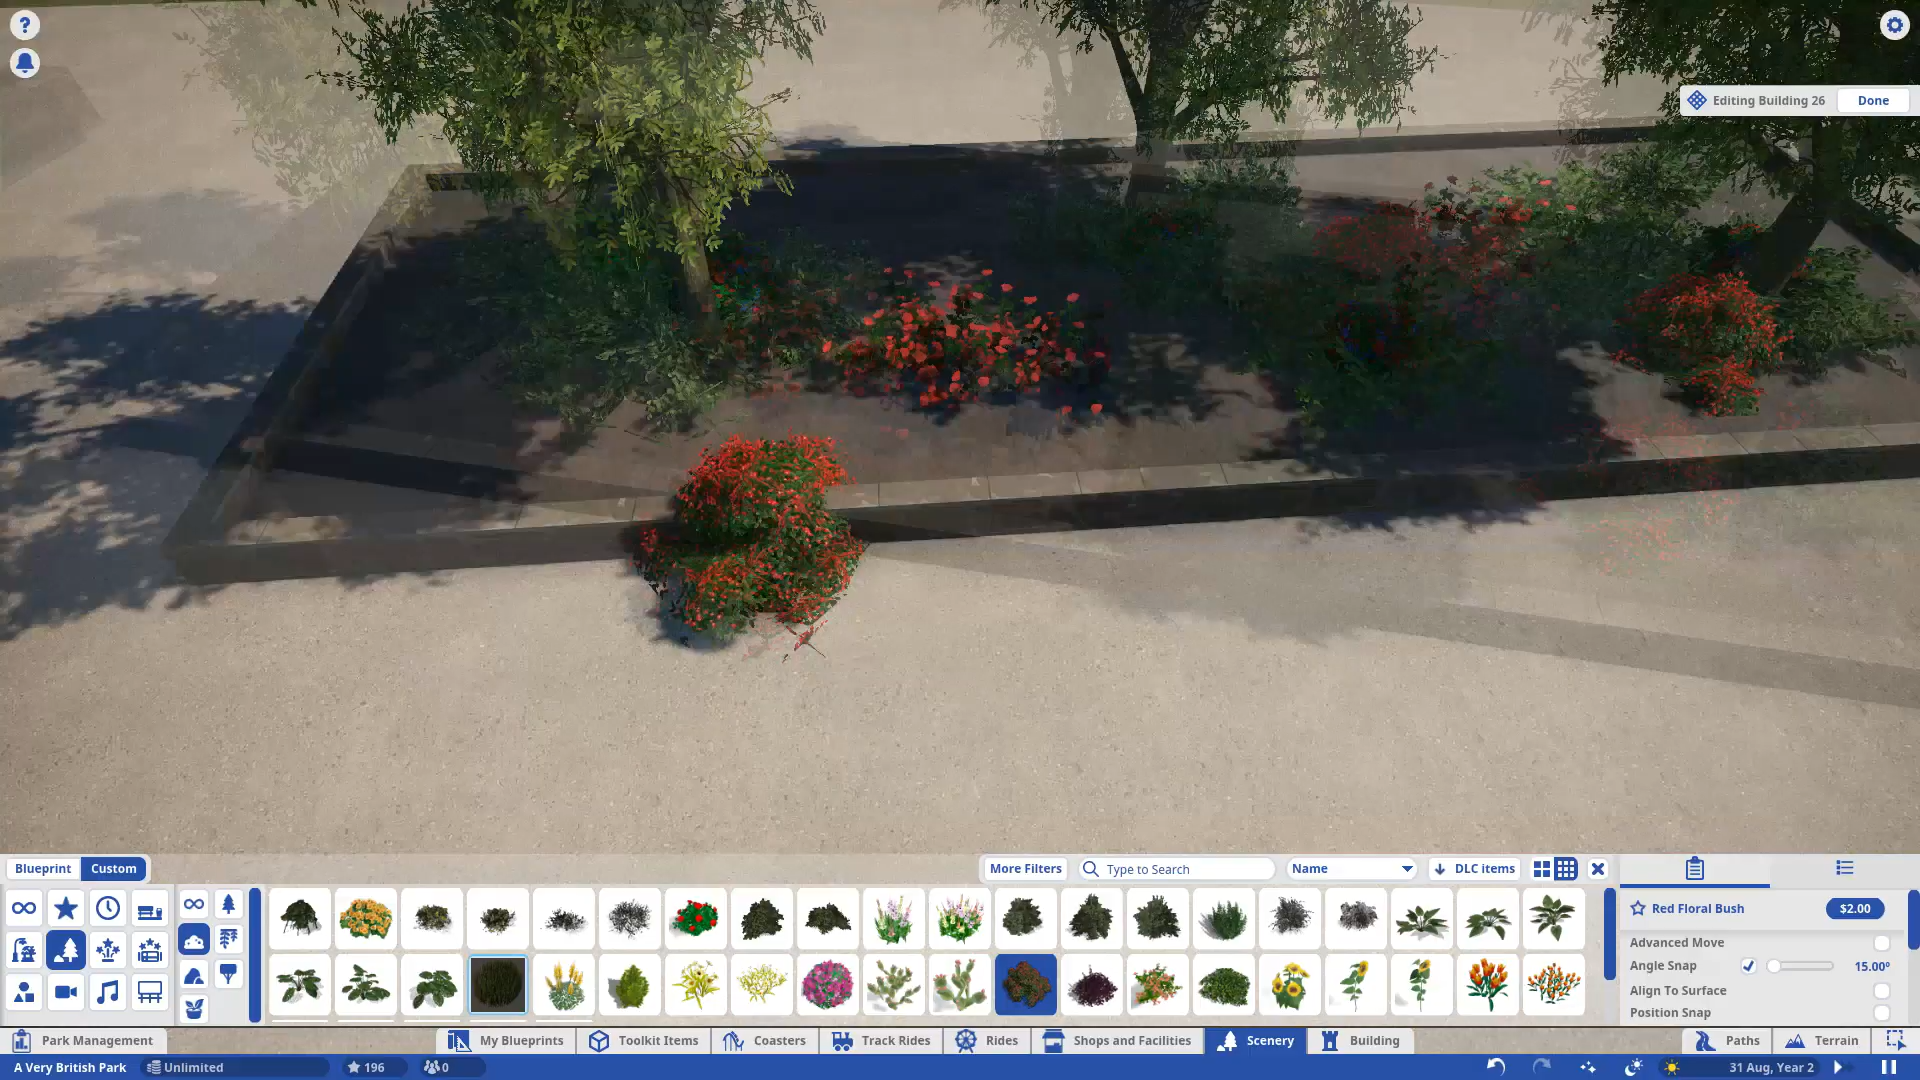 ?
Editing Building 26 Done
Blueprint Custom
More Filters Type to Search Name DLC items
Red Floral Bush $2.00
Advanced Move
Angle Snap 15.00º
Align To Surface
Position Snap
Park Management My Blueprints Toolkit Items Coasters Track Rides Rides Shops and Facilities Scenery Building Paths Terrain
A Very British Park Unlimited 196 0 31 Aug, Year 2